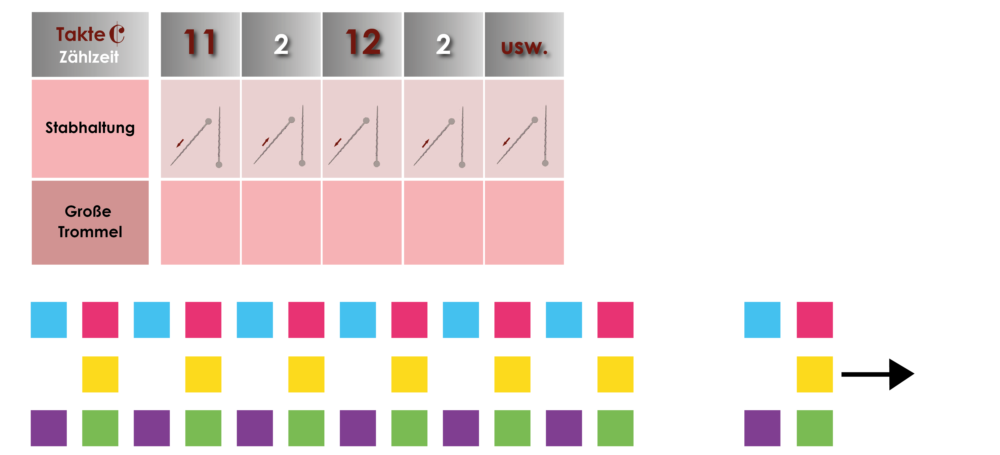 Takte 𝄵
Zählzeit
11 2 12 2 usw.
Stabhaltung
Große
Trommel